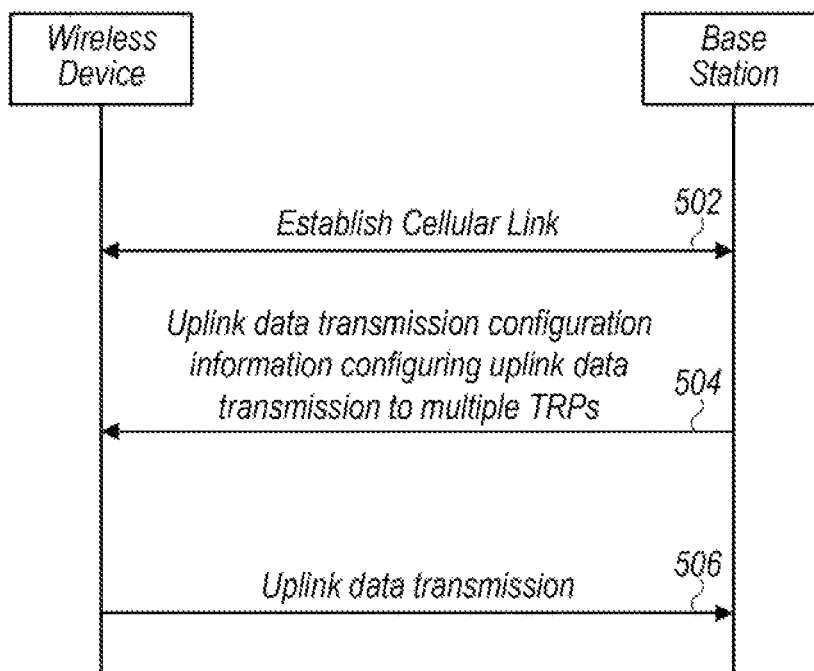 Wireless
Device
Base
Station
502
Establish Cellular Link
Uplink data transmission configuration
information configuring uplink data
transmission to multiple TRPs
504
506
Uplink data transmission